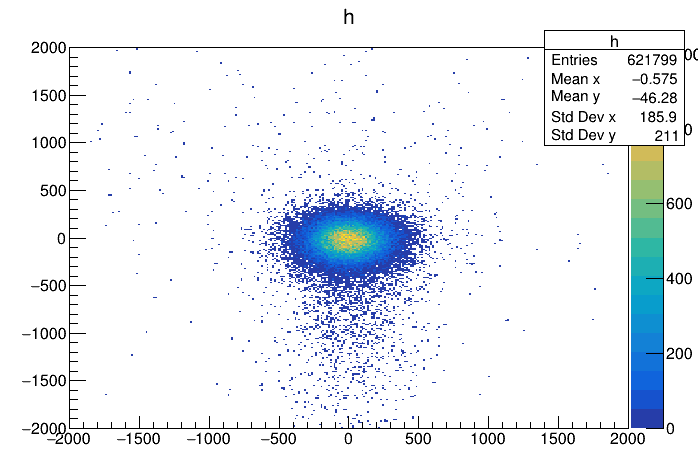 h
h
Entries 621799
Mean x −0.575
Mean y −46.28
Std Dev x 185.9
Std Dev y 211
2000
1500
1000
500
0
−500
−1000
−1500
−2000
−2000 −1500 −1000 −500 0 500 1000 1500 2000
600
400
200
0